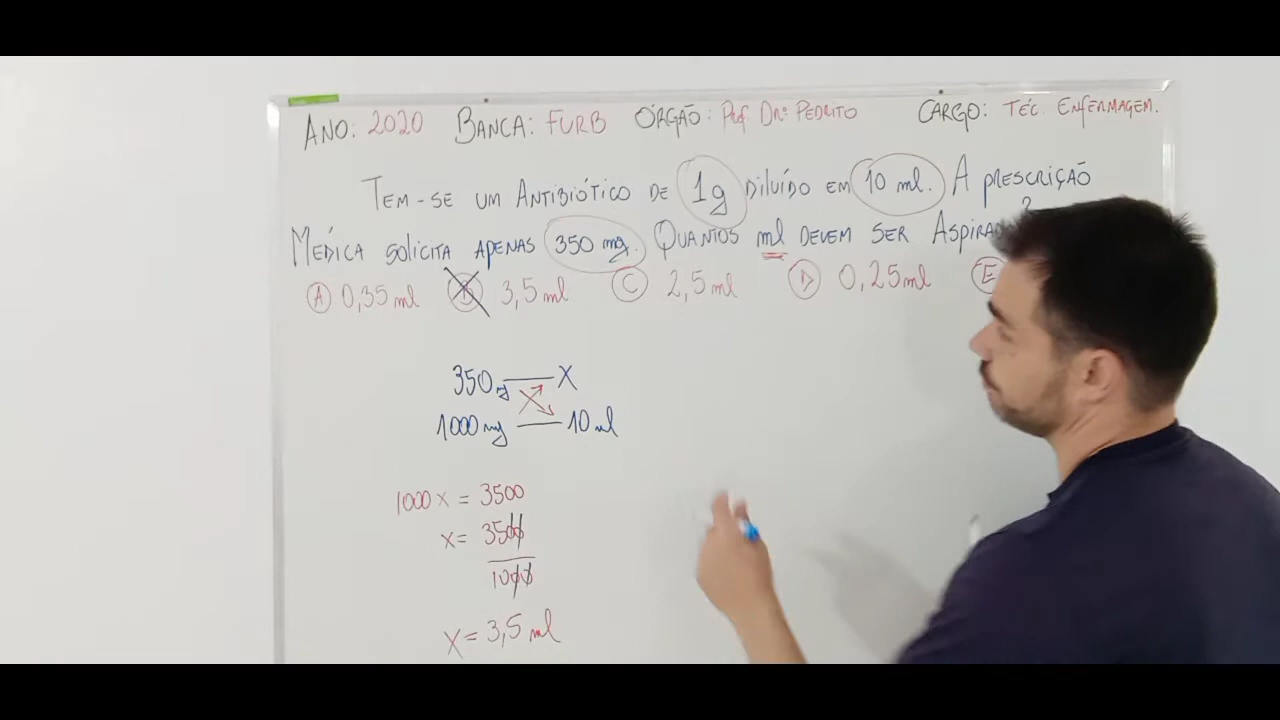 ANO: 2020 BANCA: FURB ÓRGÃO: Pref. Drº PEDRITO CARGO: TÉC. ENFERMAGEM.
TEM-SE UM ANTIBIÓTICO DE 1g DILUÍDO EM 10 ml. A PRESCRIÇÃO
MÉDICA SOLICITA APENAS 350 mg. QUANTOS ml DEVEM SER
A 0,35 ml 3,5 ml C 2,5 ml D 0,25 ml E
350 mg — X
1000 mg — 10 ml
1000 x = 3500
x = 3500
1000
x = 3,5 ml